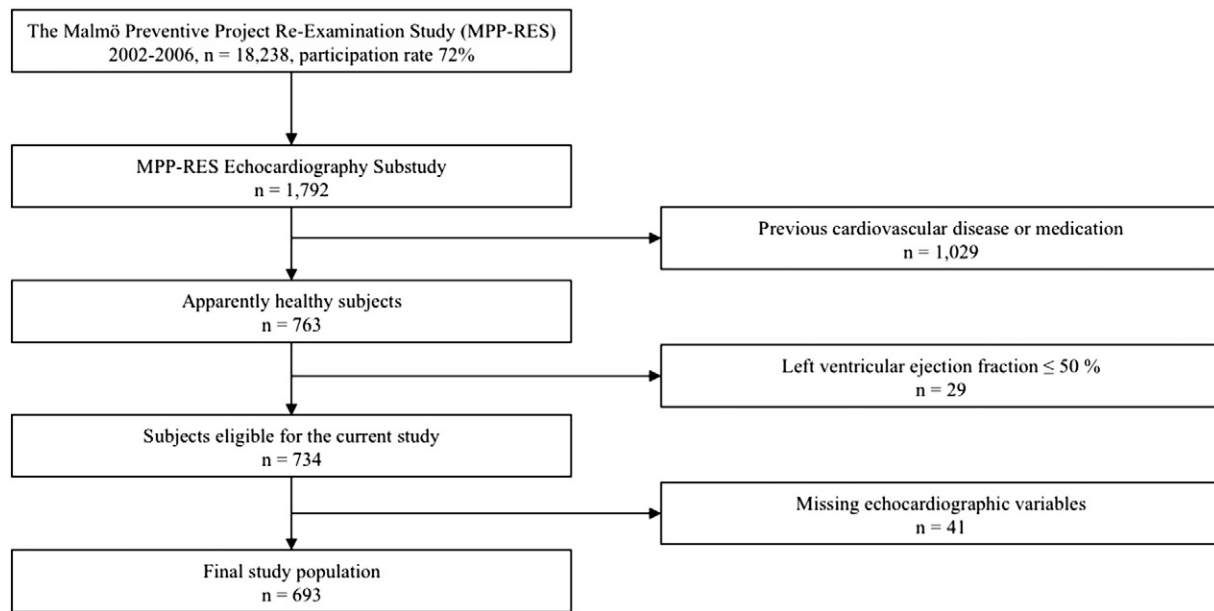 The Malmö Preventive Project Re-Examination Study (MPP-RES)
2002-2006, n = 18,238, participation rate 72%
MPP-RES Echocardiography Substudy
n = 1,792
Previous cardiovascular disease or medication
n = 1,029
Apparently healthy subjects
n = 763
Left ventricular ejection fraction ≤ 50 %
n = 29
Subjects eligible for the current study
n = 734
Missing echocardiographic variables
n = 41
Final study population
n = 693